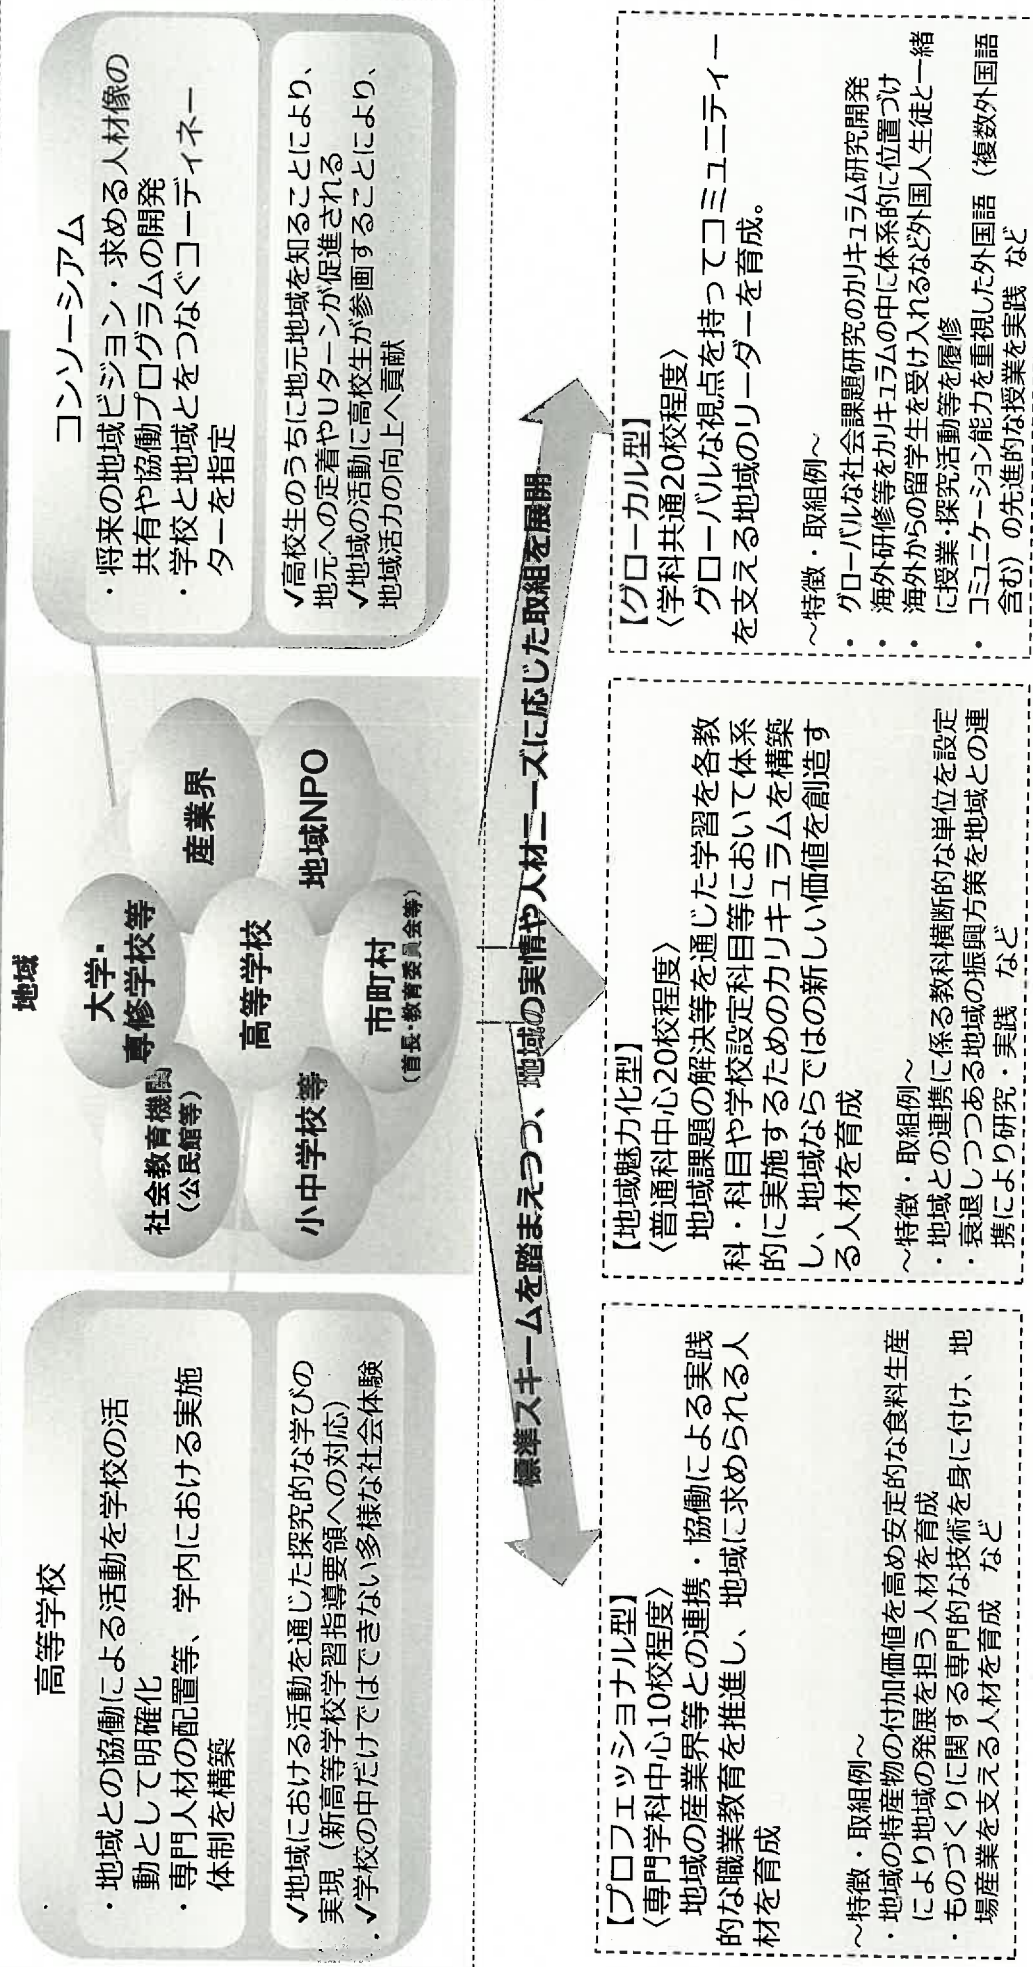 高等学校
・地域との協働による活動を学校の活
動として明確化
・専門人材の配置等、学内における実施
体制を構築
✓地域における活動を通じた探究的な学びの
実現（新高等学校学習指導要領への対応）
✓学校の中だけではできない多様な社会体験
地域
大学・
専修学校等
産業界
社会教育機関
（公民館等）
高等学校
地域NPO
小中学校等
市町村
（首長・教育委員会等）
コンソーシアム
・将来の地域ビジョン・求める人材像の
共有や協働プログラムの開発
・学校と地域とをつなぐコーディネー
ターを指定
✓高校生のうちに地元地域を知ることにより、
地元への定着やUターンが促進される
✓地域の活動に高校生が参画することにより、
地域活力の向上へ貢献
標準スキームを踏まえつつ、地域の実情や人材ニーズに応じた取組を展開
【プロフェッショナル型】
〈専門学科中心10校程度〉
地域の産業界等との連携・協働による実践
的な職業教育を推進し、地域に求められる人
材を育成
～特徴・取組例～
・地域の特産物の付加価値を高め安定的な食料生産
により地域の発展を担う人材を育成
・ものづくりに関する専門的な技術を身に付け、地
場産業を支える人材を育成　など
【地域魅力化型】
〈普通科中心20校程度〉
地域課題の解決等を通じた学習を各教
科・科目や学校設定科目等において体系
的に実施するためのカリキュラムを構築
し、地域ならではの新しい価値を創造す
る人材を育成
～特徴・取組例～
・地域との連携に係る教科横断的な単位を設定
・衰退しつつある地域の振興方策を地域との連
携により研究・実践　など
【グローカル型】
〈学科共通20校程度〉
グローバルな視点を持ってコミュニティー
を支える地域のリーダーを育成。
～特徴・取組例～
・グローバルな社会課題研究のカリキュラム研究開発
・海外研修等をカリキュラムの中に体系的に位置づけ
・海外からの留学生を受け入れるなど外国人生徒と一緒
に授業・探究活動等を履修
・コミュニケーション能力を重視した外国語（複数外国語
含む）の先進的な授業を実践　など